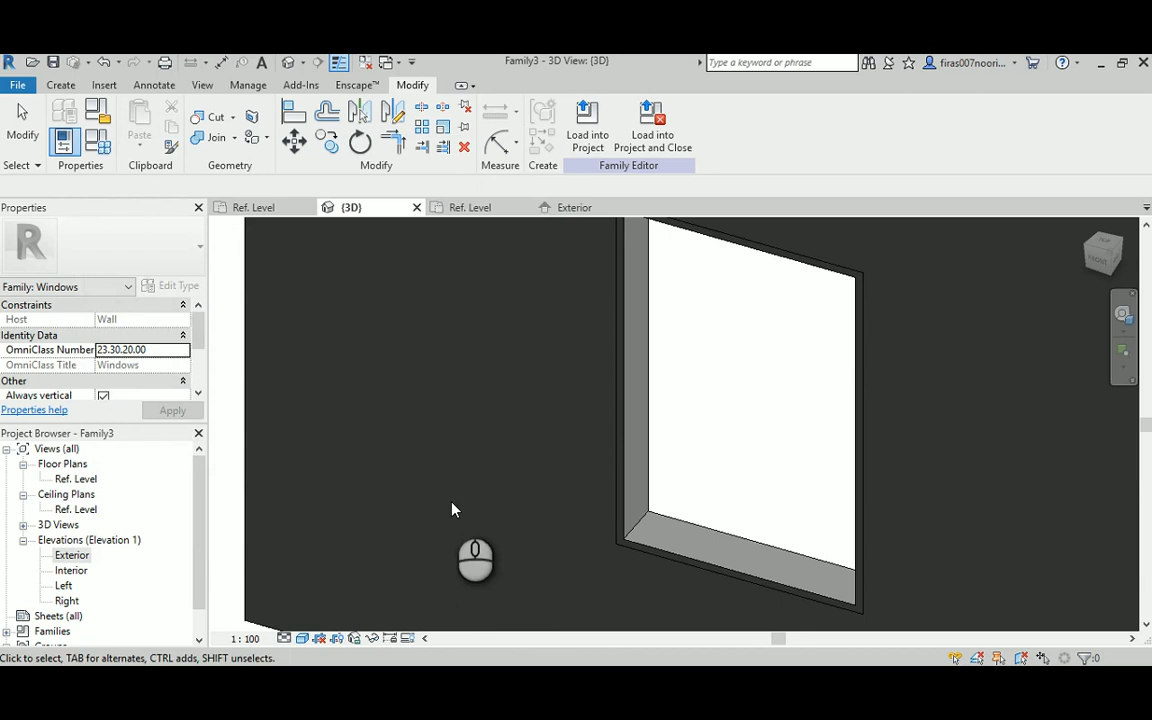 Family3 - 3D View: {3D}
Type a keyword or phrase
firas007noori...
File
Create
Insert
Annotate
View
Manage
Add-Ins
Enscape™
Modify
Modify
Paste
Cut
Join
Load into
Project
Load into
Project and Close
Select
Properties
Clipboard
Geometry
Modify
Measure
Create
Family Editor
Properties
Ref. Level
{3D}
Ref. Level
Exterior
Family: Windows
Edit Type
Constraints
Host
Wall
Identity Data
OmniClass Number
23.30.20.00
OmniClass Title
Windows
Other
Always vertical
Properties help
Apply
Project Browser - Family3
Views (all)
Floor Plans
Ref. Level
Ceiling Plans
Ref. Level
3D Views
Elevations (Elevation 1)
Exterior
Interior
Left
Right
Sheets (all)
Families
FRONT
1 : 100
Click to select, TAB for alternates, CTRL adds, SHIFT unselects.
:0